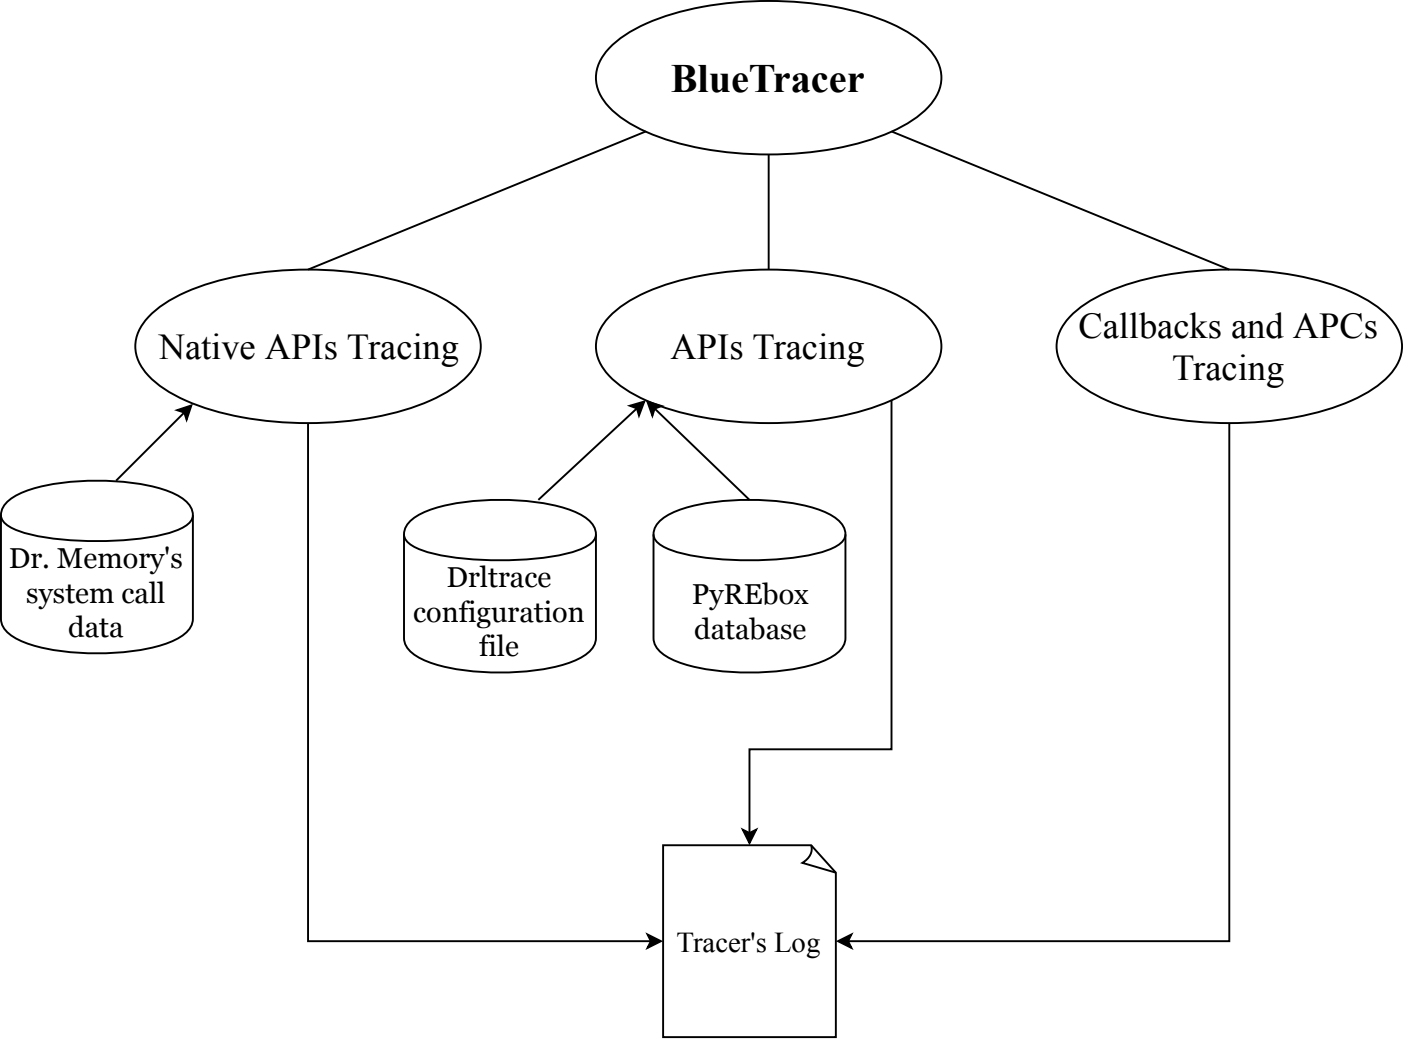 BlueTracer
Native APIs Tracing
APIs Tracing
Callbacks and APCs
Tracing
Dr. Memory's
system call
data
Drltrace
configuration
file
PyREbox
database
Tracer's Log